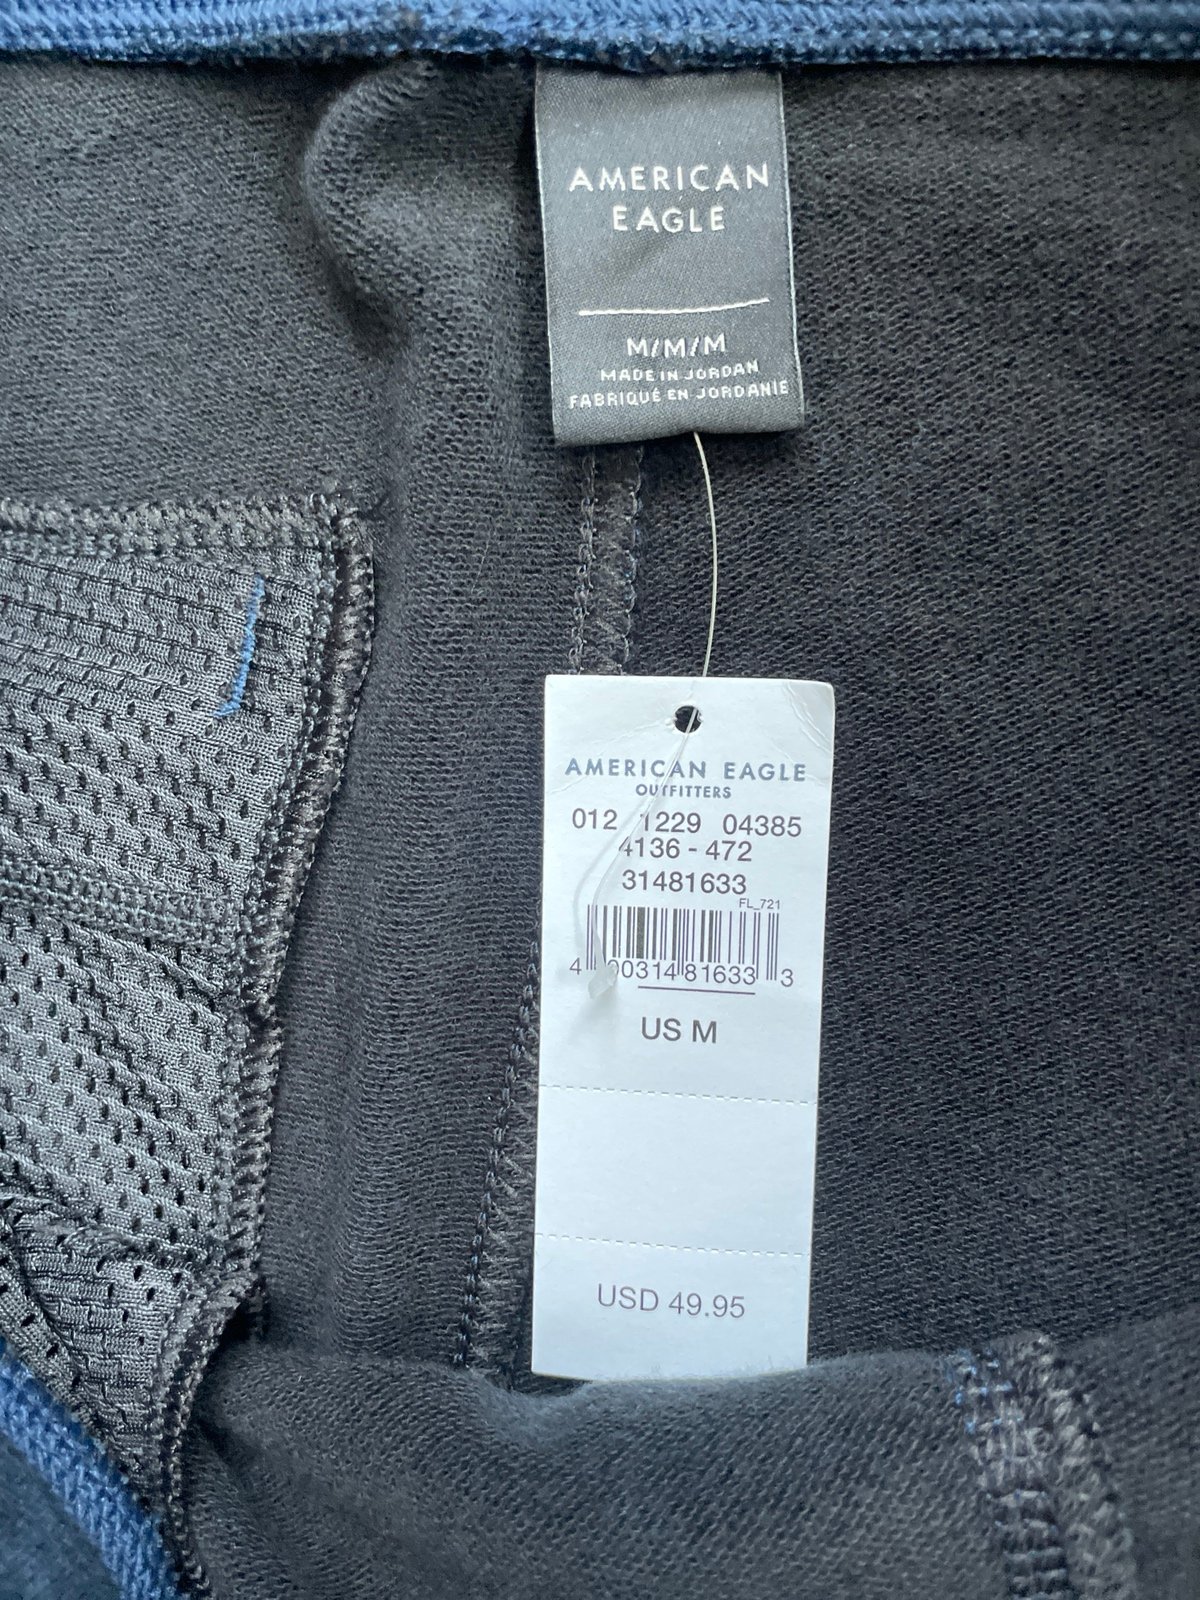 AMERICAN
EAGLE
M/M/M
MADE IN JORDAN
FABRIQUÉ EN JORDANIE
AMERICAN EAGLE
OUTFITTERS
012 1229 04385
4136 - 472
31481633
FL_721
4 00314 81633 3
US M
USD 49.95